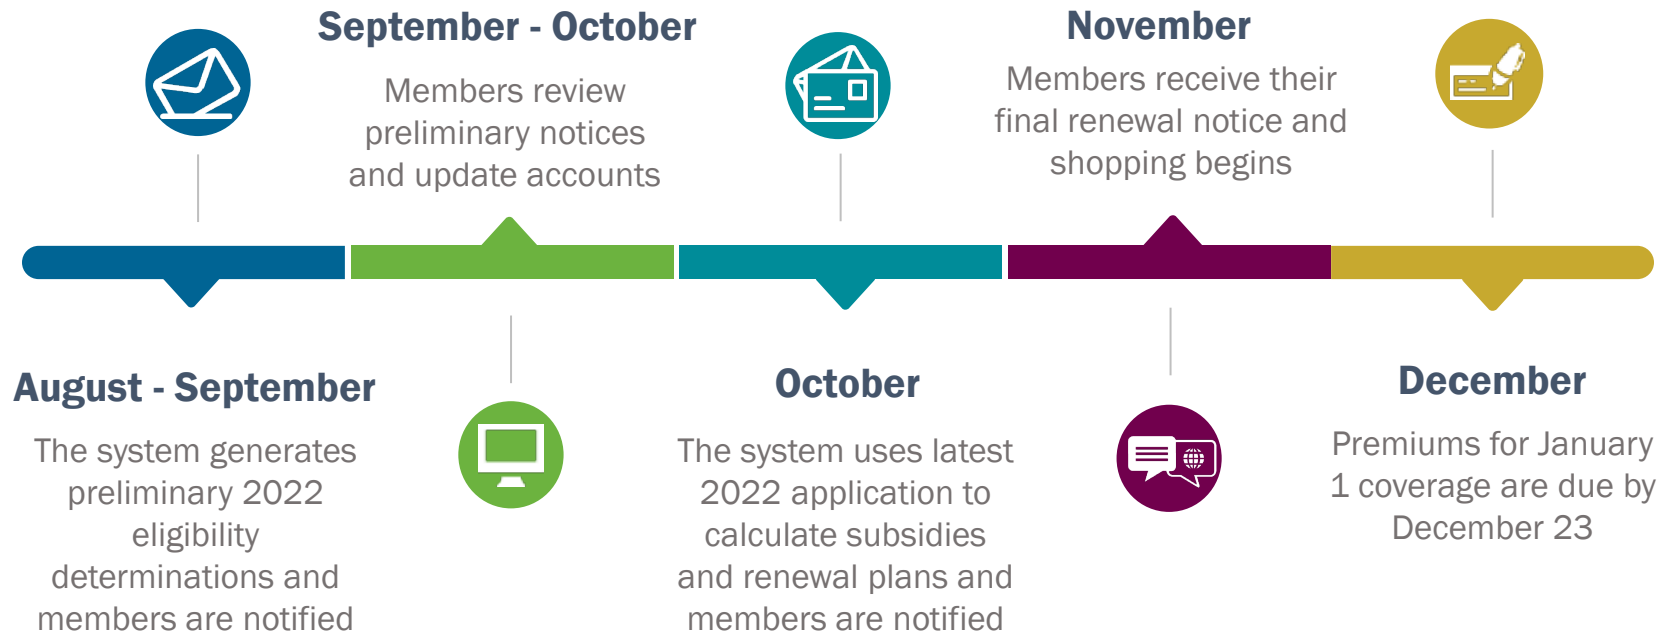 September - October
Members review
preliminary notices
and update accounts
November
Members receive their
final renewal notice and
shopping begins
August - September
The system generates
preliminary 2022
eligibility
determinations and
members are notified
October
The system uses latest
2022 application to
calculate subsidies
and renewal plans and
members are notified
December
Premiums for January
1 coverage are due by
December 23